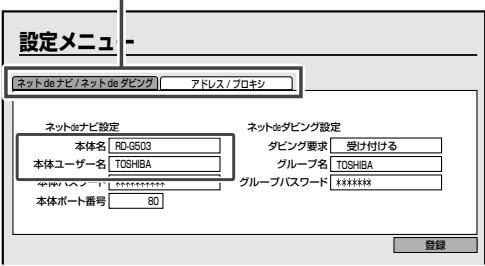 設定メニュー
ネットdeナビ/ネットdeダビング
アドレス/プロキシ
ネットdeナビ設定
本体名 RD-G503
本体ユーザー名 TOSHIBA
本体パスワード **********
本体ポート番号 80
ネットdeダビング設定
ダビング要求 受け付ける
グループ名 TOSHIBA
グループパスワード *******
登録